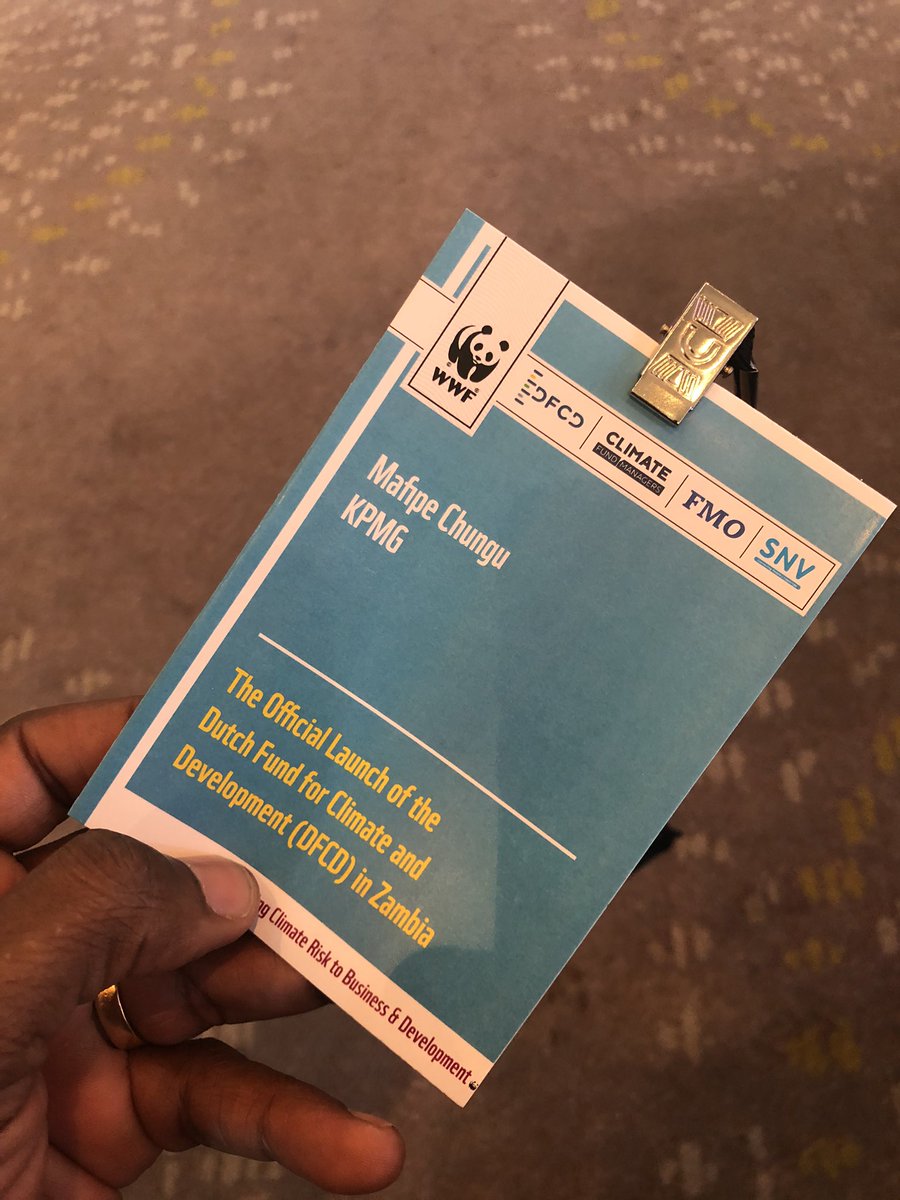 WWF
DFCD
CLIMATE
FUND MANAGERS
FMO
SNV
Mafipe Chungu
KPMG
The Official Launch of the
Dutch Fund for Climate and
Development (DFCD) in Zambia
Climate Risk to Business & Development